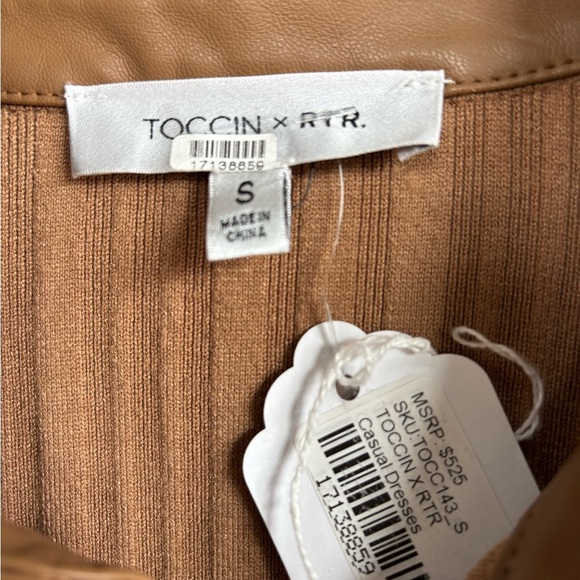 TOCCIN × RTR.
17138859
S
MADE IN
CHINA
MSRP: $525
SKU:TOCC143_S
TOCCIN X RTR
Casual Dresses
17138859